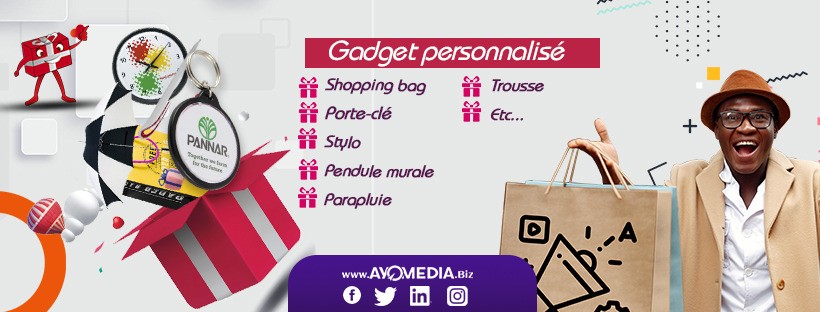 Gadget personnalisé
Shopping bag
Porte-clé
Stylo
Pendule murale
Parapluie
Trousse
Etc...
PANNAR
Together we farm
for the future
A
www.AYOMEDIA.Biz